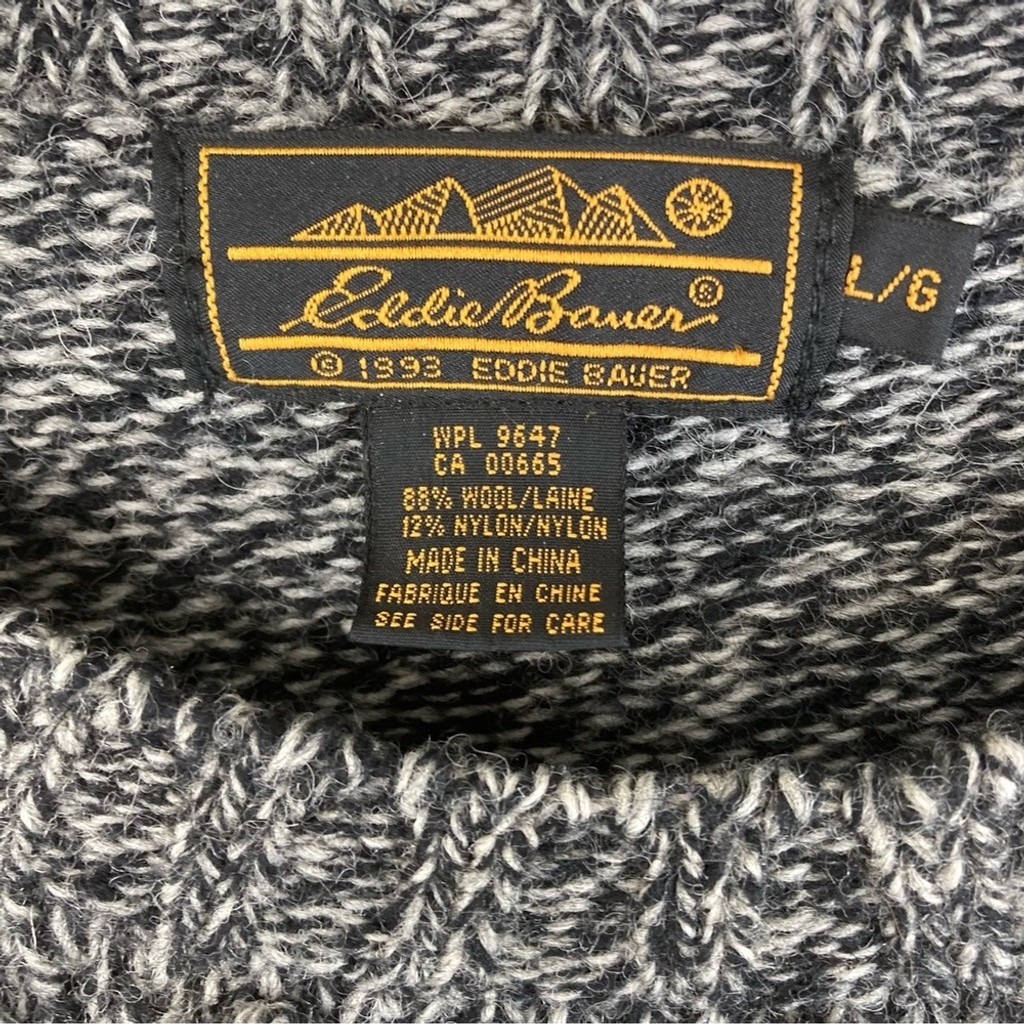 Eddie Bauer®
© 1993 EDDIE BAUER
L/G
WPL 9647
CA 00665
88% WOOL/LAINE
12% NYLON/NYLON
MADE IN CHINA
FABRIQUE EN CHINE
SEE SIDE FOR CARE